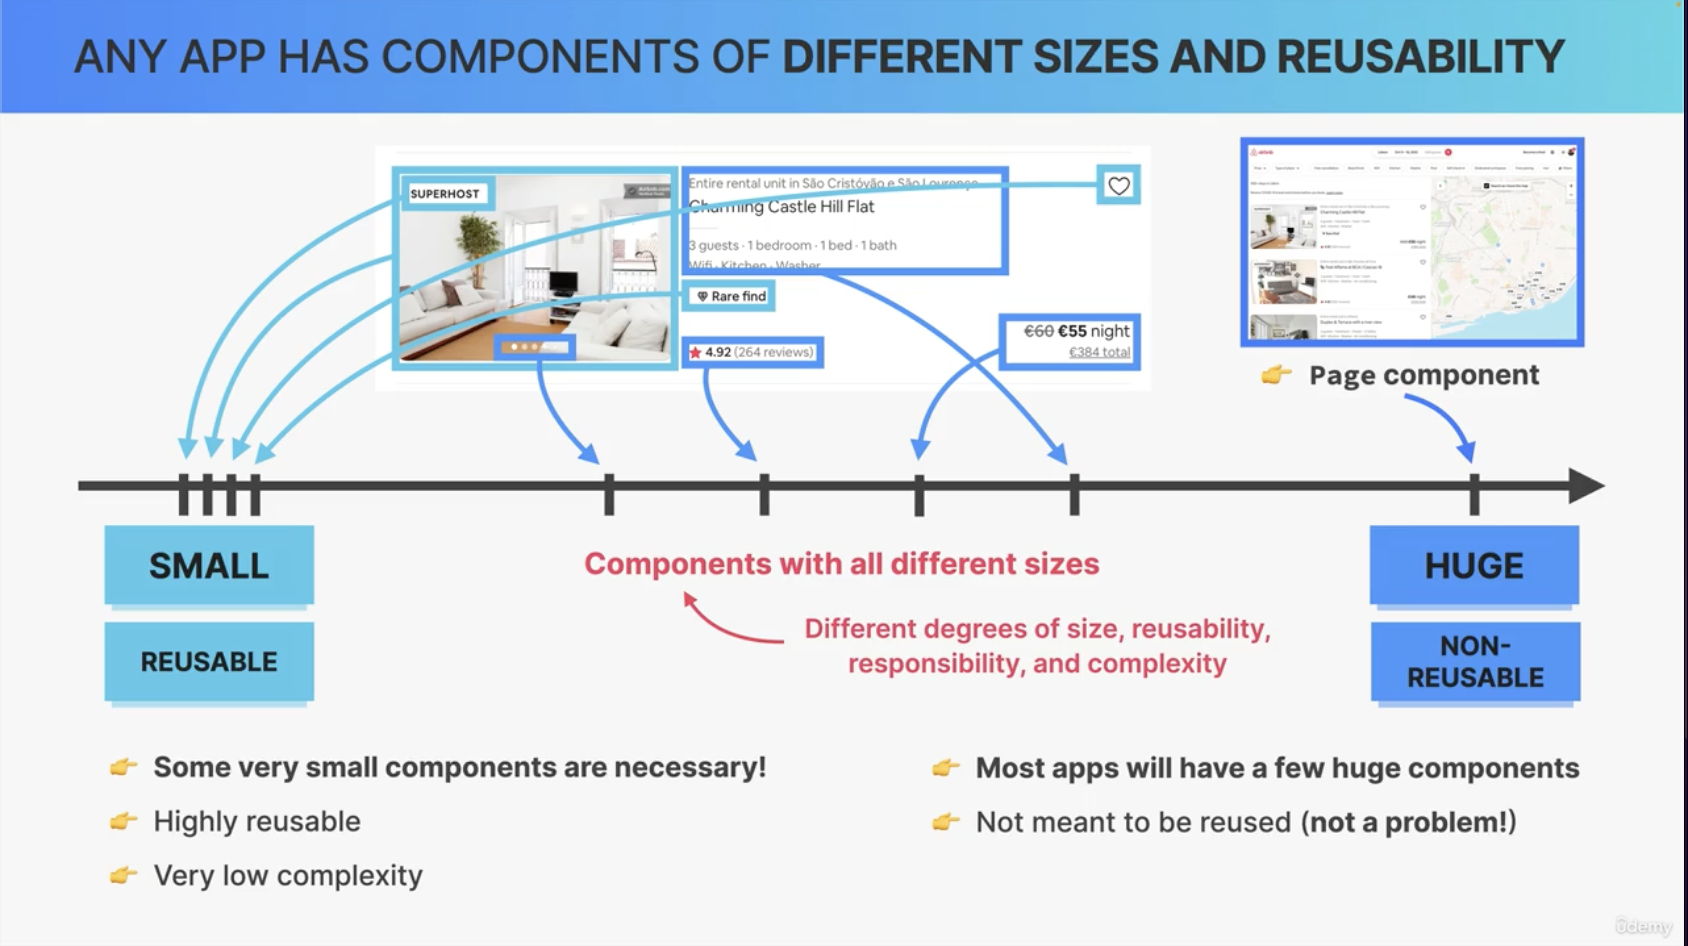 ANY APP HAS COMPONENTS OF DIFFERENT SIZES AND REUSABILITY
SUPERHOST
Entire rental unit in São Cristóvão e São Lourenço
Charming Castle Hill Flat
3 guests · 1 bedroom · 1 bed · 1 bath
Wifi · Kitchen · Washer
Rare find
4.92 (264 reviews)
€60 €55 night
€384 total
👉 Page component
SMALL
REUSABLE
Components with all different sizes
Different degrees of size, reusability,
responsibility, and complexity
HUGE
NON-
REUSABLE
👉 Some very small components are necessary!
👉 Highly reusable
👉 Very low complexity
👉 Most apps will have a few huge components
👉 Not meant to be reused (not a problem!)
ûdemy